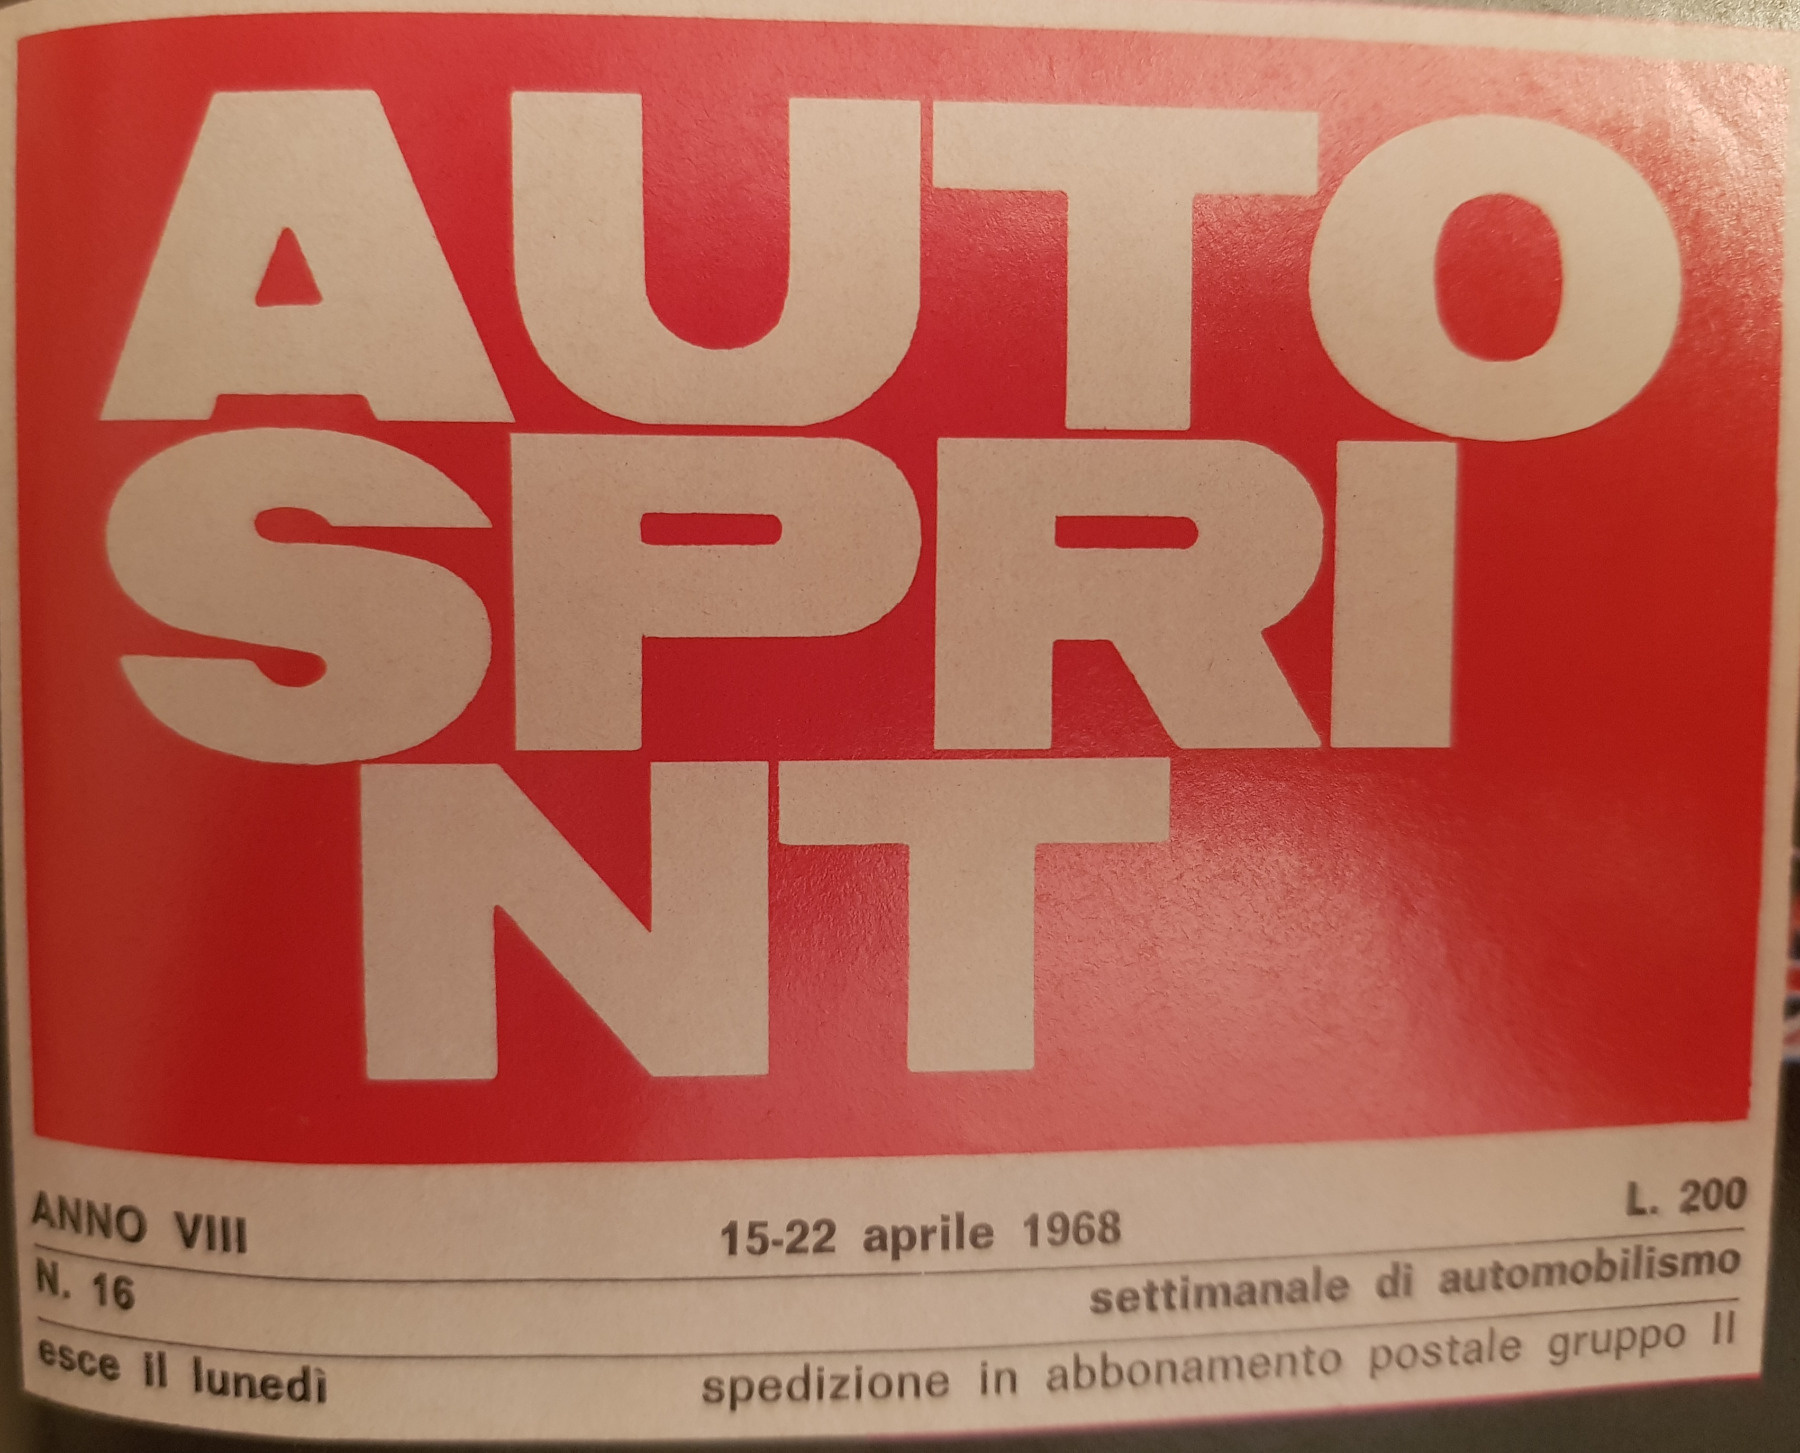 AUTO
SPRI
NT
ANNO VIII 15-22 aprile 1968 L. 200
N. 16 settimanale di automobilismo
esce il lunedì spedizione in abbonamento postale gruppo II